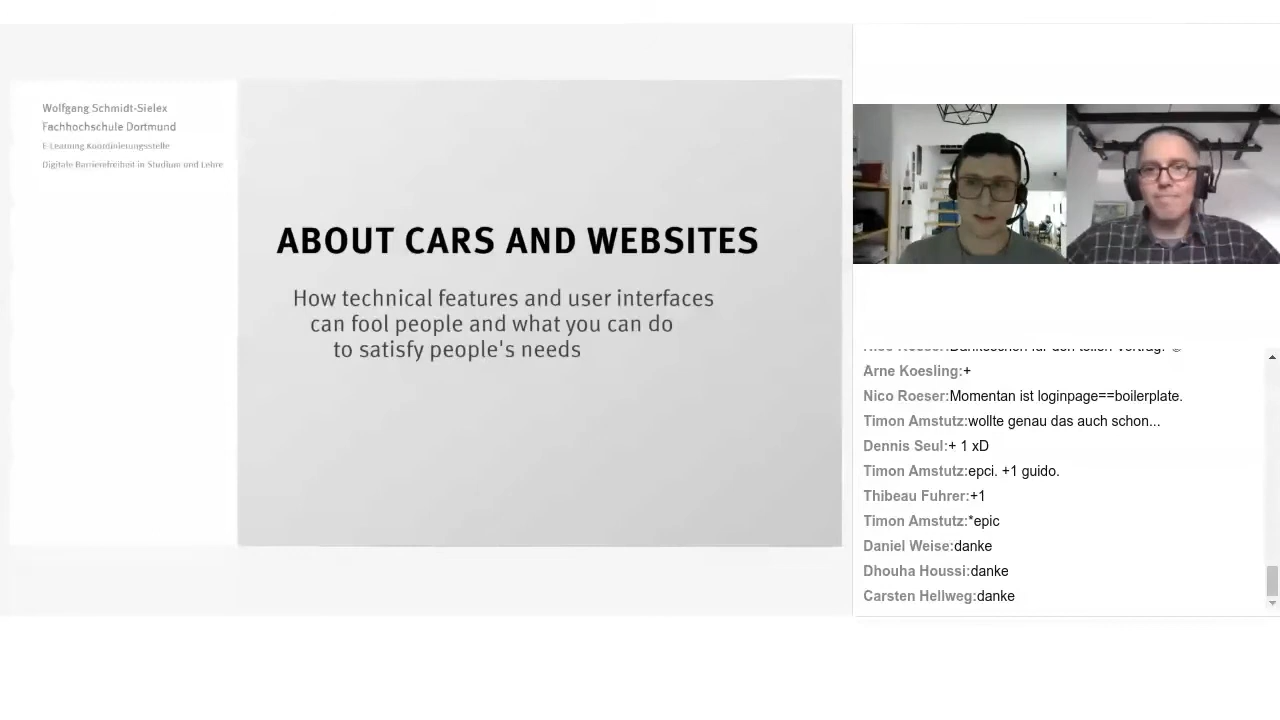 Wolfgang Schmidt-Sielex
Fachhochschule Dortmund
E-Learning Koordinierungsstelle
Digitale Barrierefreiheit in Studium und Lehre
ABOUT CARS AND WEBSITES
How technical features and user interfaces
can fool people and what you can do
to satisfy people's needs
Arne Koesling:+
Nico Roeser:Momentan ist loginpage==boilerplate.
Timon Amstutz:wollte genau das auch schon...
Dennis Seul:+ 1 xD
Timon Amstutz:epci. +1 guido.
Thibeau Fuhrer:+1
Timon Amstutz:*epic
Daniel Weise:danke
Dhouha Houssi:danke
Carsten Hellweg:danke